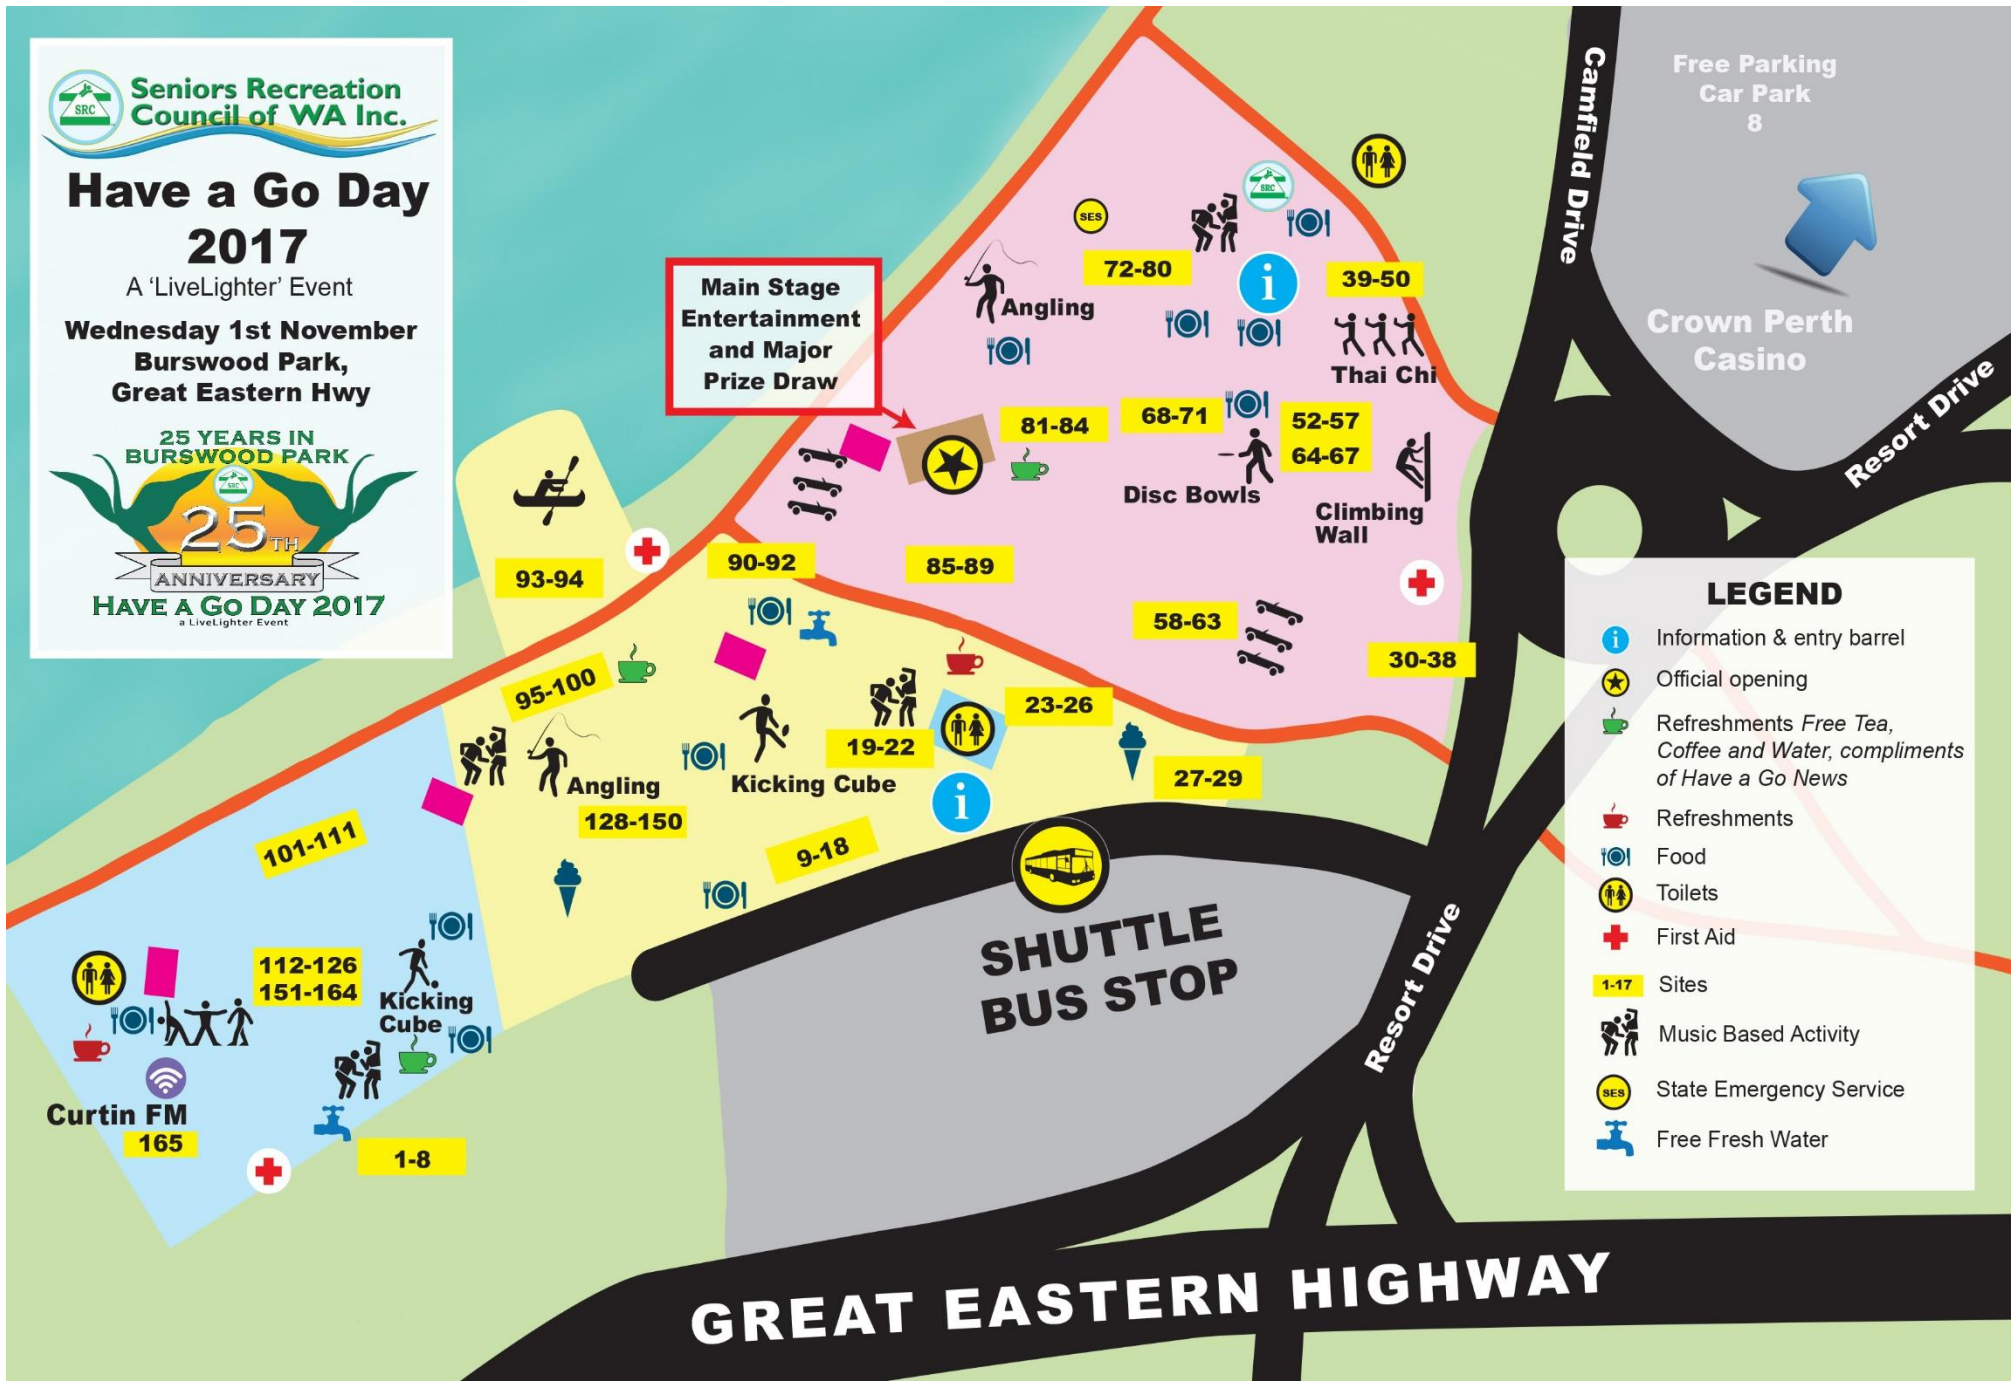 SRC
Seniors Recreation
Council of WA Inc.
Have a Go Day
2017
A ‘LiveLighter’ Event
Wednesday 1st November
Burswood Park,
Great Eastern Hwy
25 YEARS IN
BURSWOOD PARK
SRC
25TH
ANNIVERSARY
HAVE A GO DAY 2017
a LiveLighter Event
Main Stage
Entertainment
and Major
Prize Draw
Free Parking
Car Park
8
Camfield Drive
Crown Perth
Casino
Resort Drive
SRC
SES
72-80
i
39-50
Angling
Thai Chi
81-84
68-71
52-57
64-67
Disc Bowls
Climbing
Wall
93-94
90-92
85-89
58-63
30-38
95-100
23-26
19-22
27-29
Angling
Kicking Cube
i
128-150
9-18
101-111
SHUTTLE
BUS STOP
Resort Drive
112-126
151-164
Kicking
Cube
Curtin FM
165
1-8
GREAT EASTERN HIGHWAY
LEGEND
i Information & entry barrel
Official opening
Refreshments Free Tea,
Coffee and Water, compliments
of Have a Go News
Refreshments
Food
Toilets
First Aid
1-17 Sites
Music Based Activity
SES State Emergency Service
Free Fresh Water